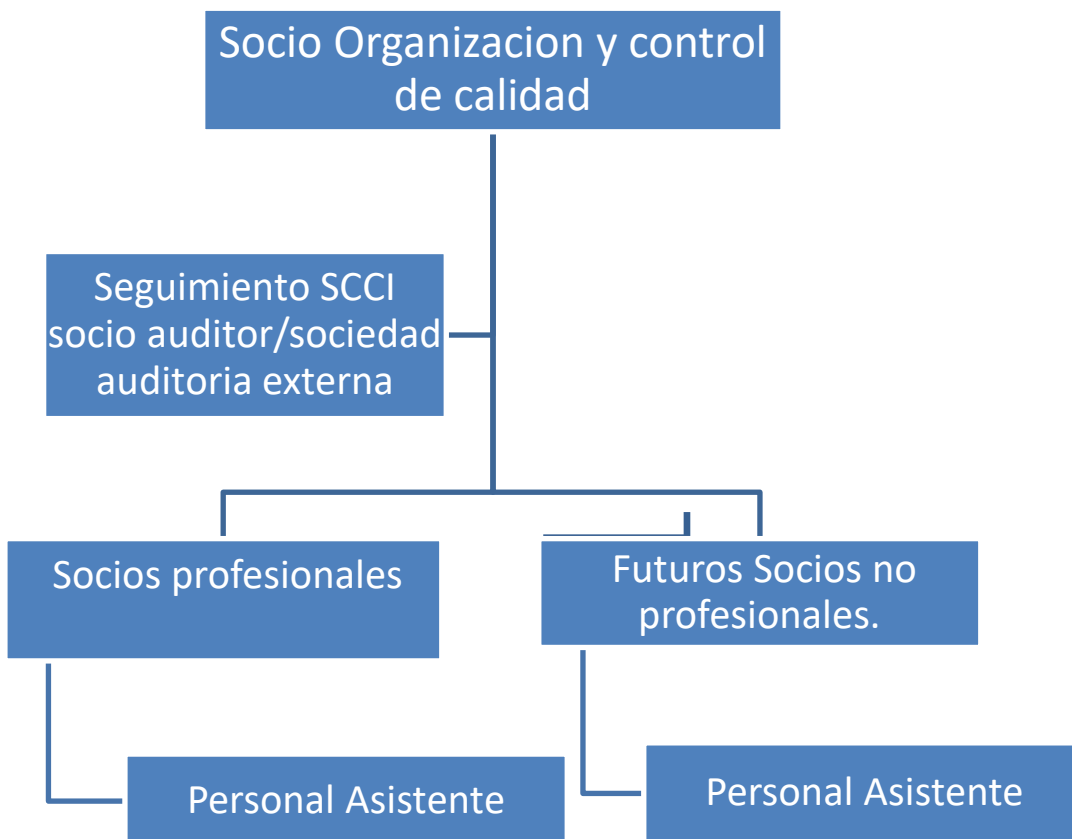 Socio Organizacion y control
de calidad
Seguimiento SCCI
socio auditor/sociedad
auditoria externa
Socios profesionales
Futuros Socios no
profesionales.
Personal Asistente
Personal Asistente